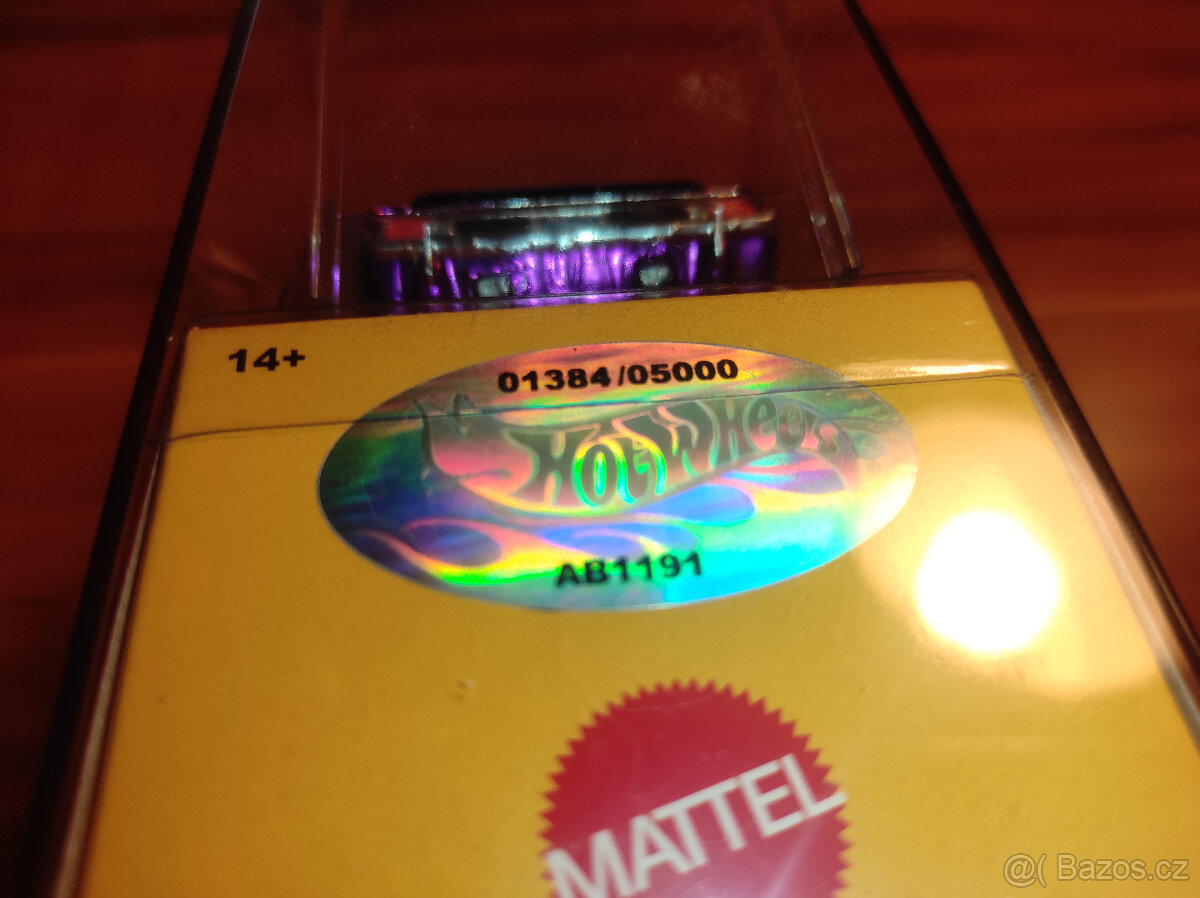 14+
01384/05000
HOT WHEELS
AB1191
MATTEL
@( Bazos.cz